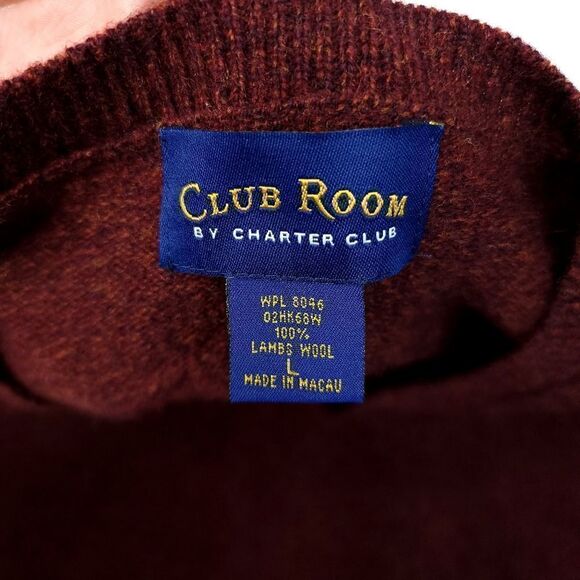 CLUB ROOM
BY CHARTER CLUB
WPL 8046
02HK68W
100%
LAMBS WOOL
L
MADE IN MACAU